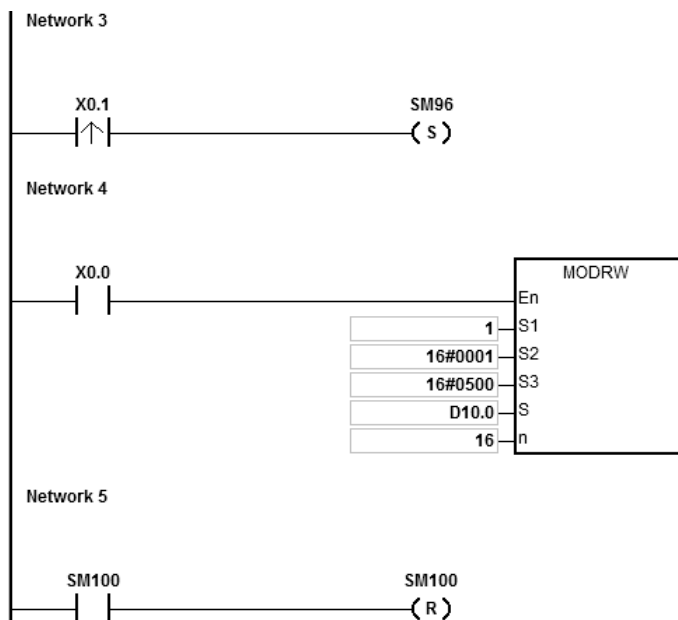 Network 3
X0.1 SM96
S
Network 4
X0.0
MODRW
En
1 S1
16#0001 S2
16#0500 S3
D10.0 S
16 n
Network 5
SM100 SM100
R